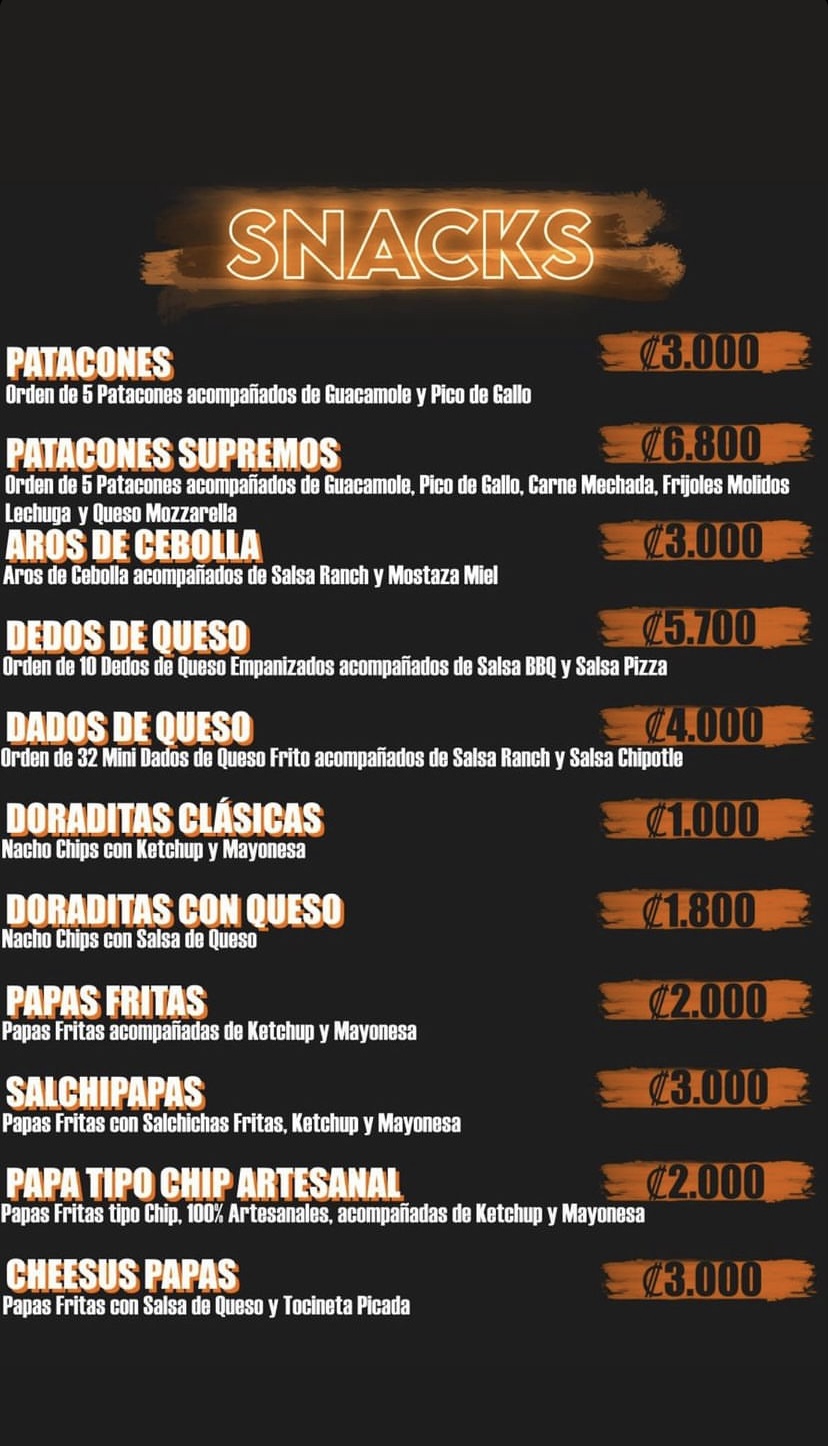 SNACKS
PATACONES ₡3.000
Orden de 5 Patacones acompañados de Guacamole y Pico de Gallo
PATACONES SUPREMOS ₡6.800
Orden de 5 Patacones acompañados de Guacamole, Pico de Gallo, Carne Mechada, Frijoles Molidos
Lechuga y Queso Mozzarella
AROS DE CEBOLLA ₡3.000
Aros de Cebolla acompañados de Salsa Ranch y Mostaza Miel
DEDOS DE QUESO ₡5.700
Orden de 10 Dedos de Queso Empanizados acompañados de Salsa BBQ y Salsa Pizza
DADOS DE QUESO ₡4.000
Orden de 32 Mini Dados de Queso Frito acompañados de Salsa Ranch y Salsa Chipotle
DORADITAS CLÁSICAS ₡1.000
Nacho Chips con Ketchup y Mayonesa
DORADITAS CON QUESO ₡1.800
Nacho Chips con Salsa de Queso
PAPAS FRITAS ₡2.000
Papas Fritas acompañadas de Ketchup y Mayonesa
SALCHIPAPAS ₡3.000
Papas Fritas con Salchichas Fritas, Ketchup y Mayonesa
PAPA TIPO CHIP ARTESANAL ₡2.000
Papas Fritas tipo Chip, 100% Artesanales, acompañadas de Ketchup y Mayonesa
CHEESUS PAPAS ₡3.000
Papas Fritas con Salsa de Queso y Tocineta Picada